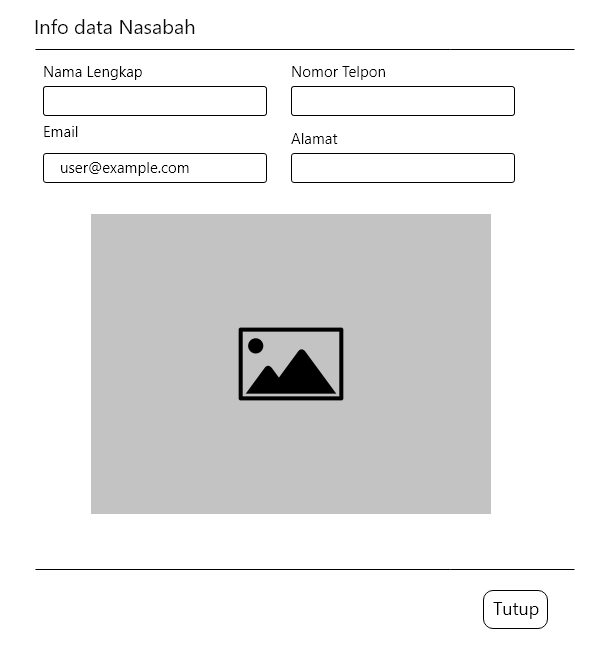 Info data Nasabah
Nama Lengkap
Nomor Telpon
Email
Alamat
user@example.com
Tutup